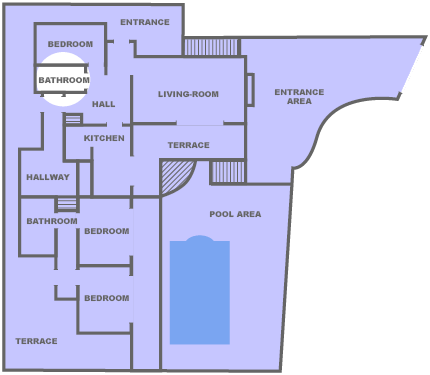 ENTRANCE
BEDROOM
BATHROOM
HALL
LIVING-ROOM
ENTRANCE
AREA
KITCHEN
TERRACE
HALLWAY
BATHROOM
POOL AREA
BEDROOM
BEDROOM
TERRACE